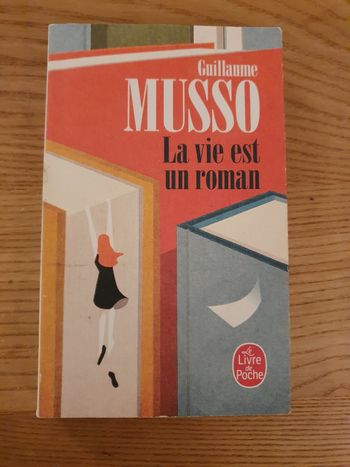 Guillaume
MUSSO
La vie est
un roman
Le
Livre
de
Poche